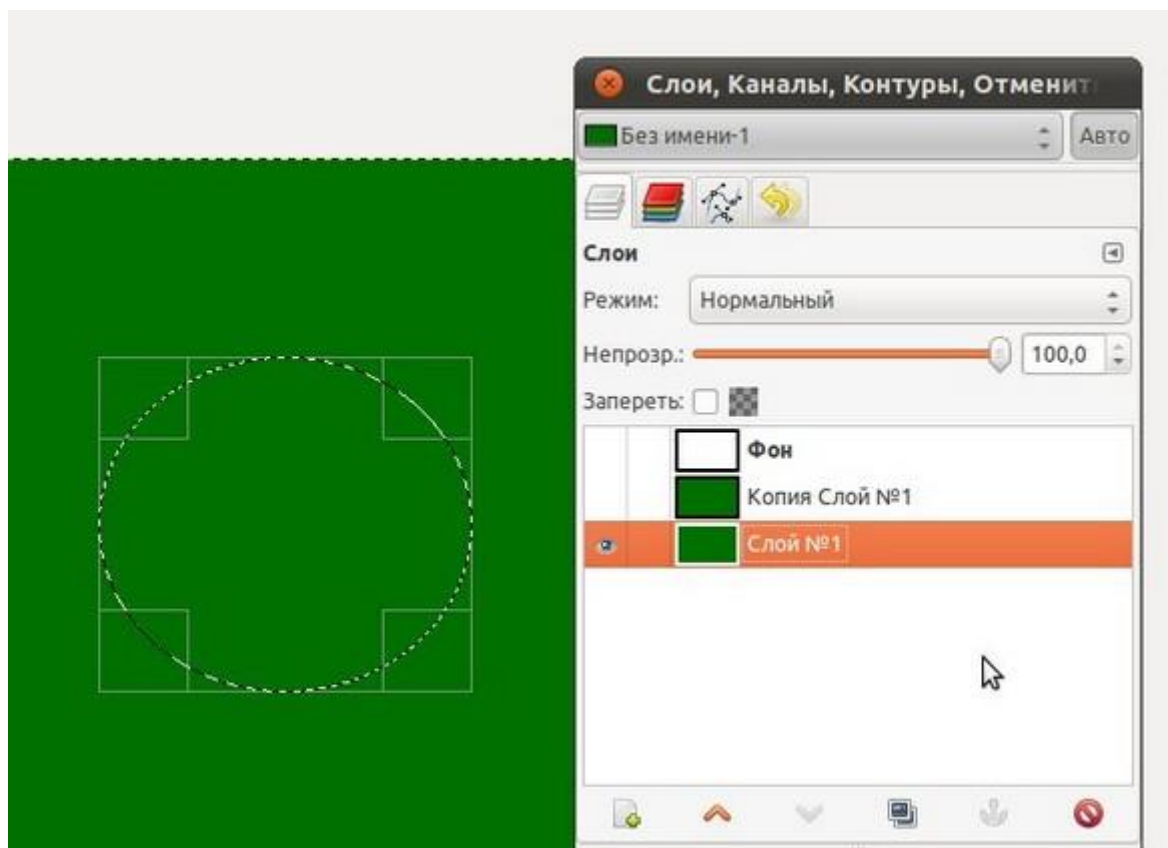 Слои, Каналы, Контуры, Отменит
Без имени-1
Авто
Слои
Режим: Нормальный
Непрозр.: 100,0
Запереть:
Фон
Копия Слой №1
Слой №1